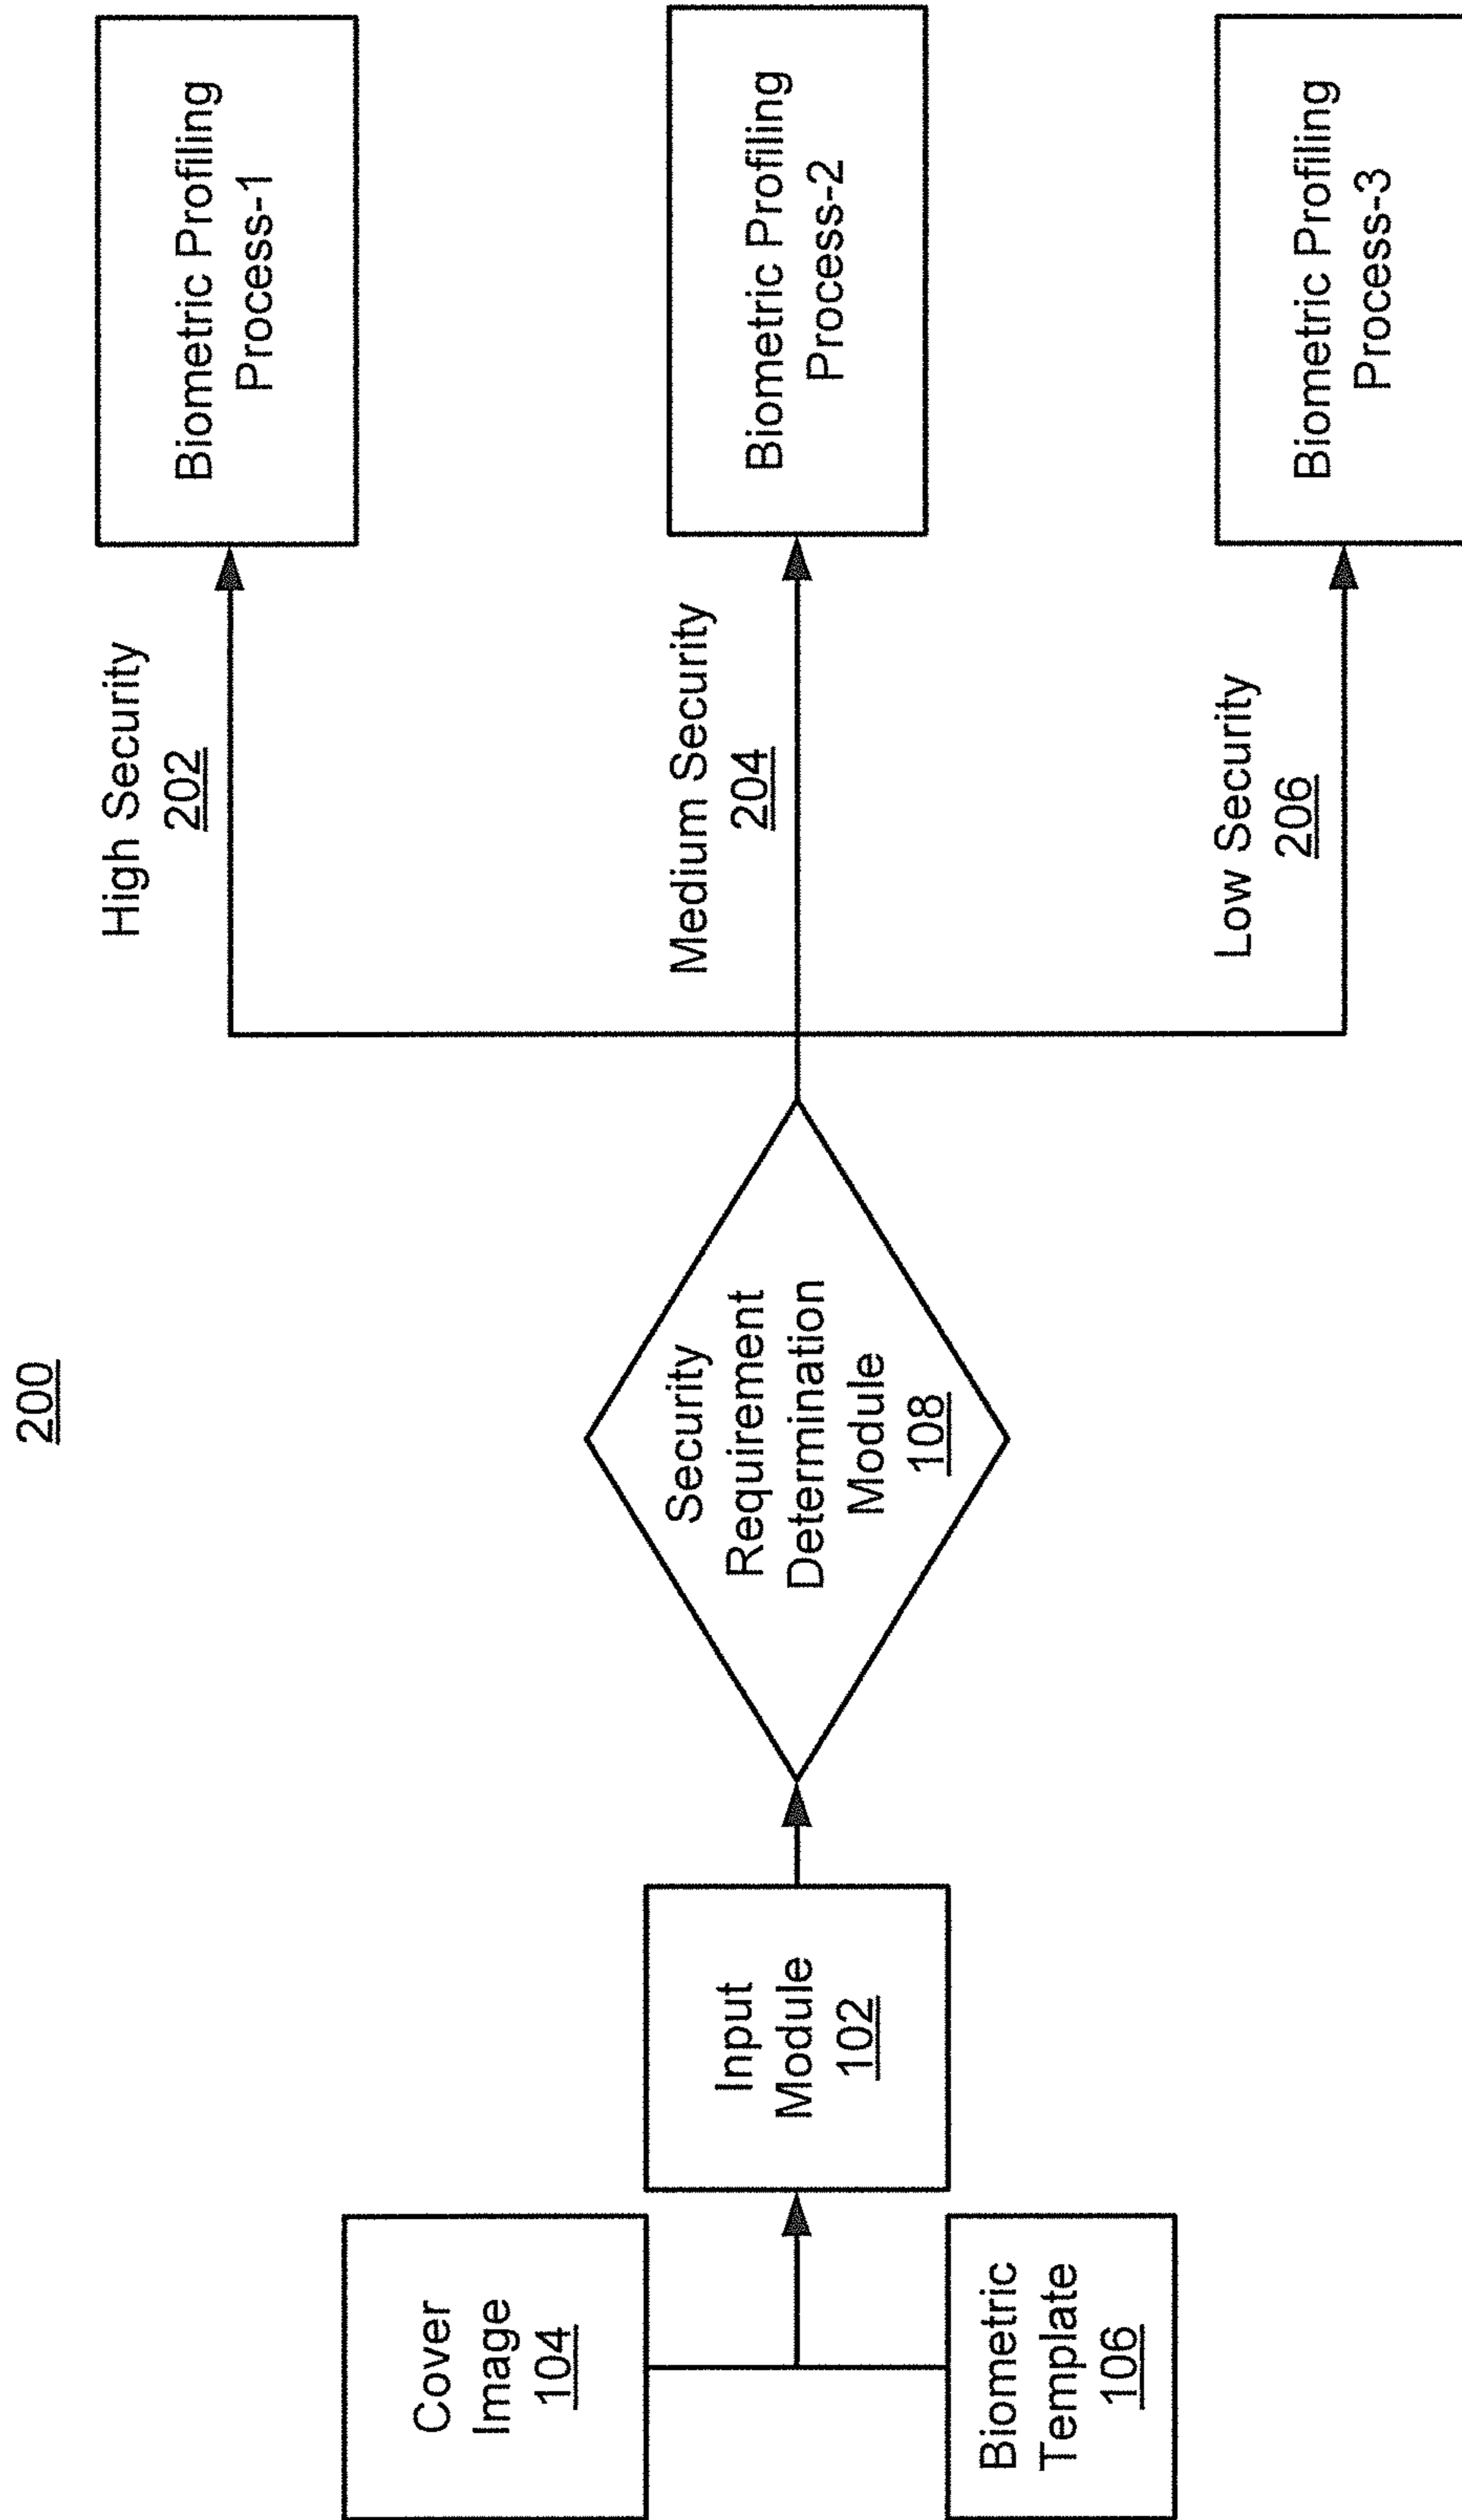 200
Cover
Image
104
Biometric
Template
106
Input
Module
102
Security
Requirement
Determination
Module
108
High Security
202
Medium Security
204
Low Security
206
Biometric Profiling
Process-1
Biometric Profiling
Process-2
Biometric Profiling
Process-3